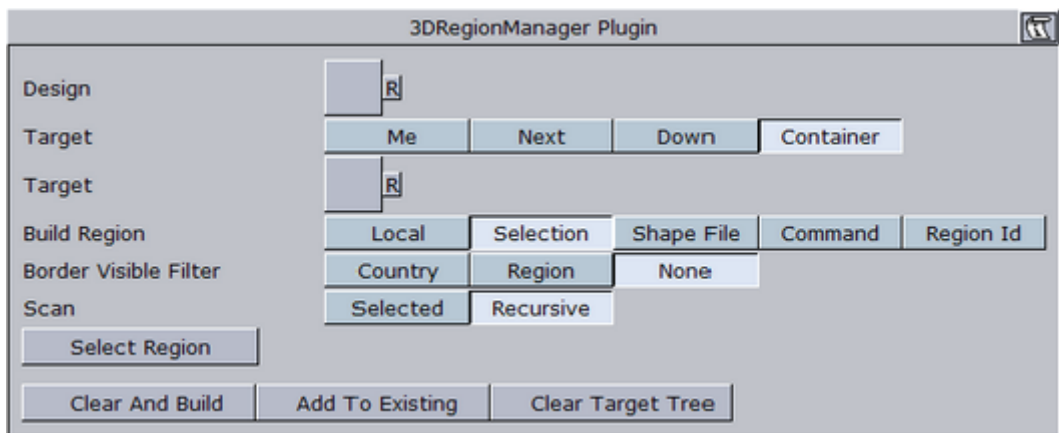 3DRegionManager Plugin
Design R
Target Me Next Down Container
Target R
Build Region Local Selection Shape File Command Region Id
Border Visible Filter Country Region None
Scan Selected Recursive
Select Region
Clear And Build Add To Existing Clear Target Tree